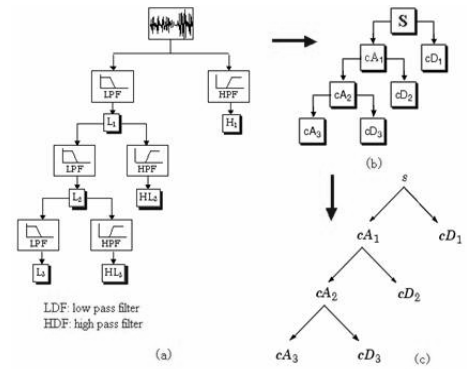 LPF
HPF
L₁
H₁
LPF
HPF
L₂
HL₂
LPF
HPF
L₃
HL₃
LDF: low pass filter
HDF: high pass filter
(a)
S
cA₁
cD₁
cA₂
cD₂
cA₃
cD₃
(b)
s
cA₁
cD₁
cA₂
cD₂
cA₃
cD₃
(c)